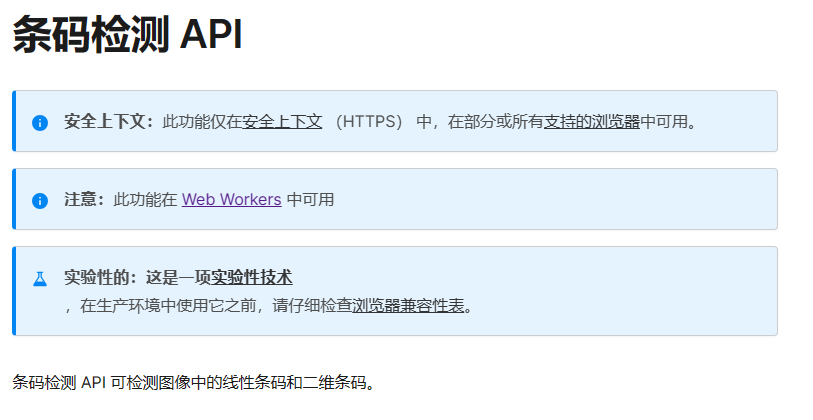 条码检测 API
安全上下文：此功能仅在安全上下文 （HTTPS） 中，在部分或所有支持的浏览器中可用。
注意：此功能在 Web Workers 中可用
实验性的：这是一项实验性技术
，在生产环境中使用它之前，请仔细检查浏览器兼容性表。
条码检测 API 可检测图像中的线性条码和二维条码。